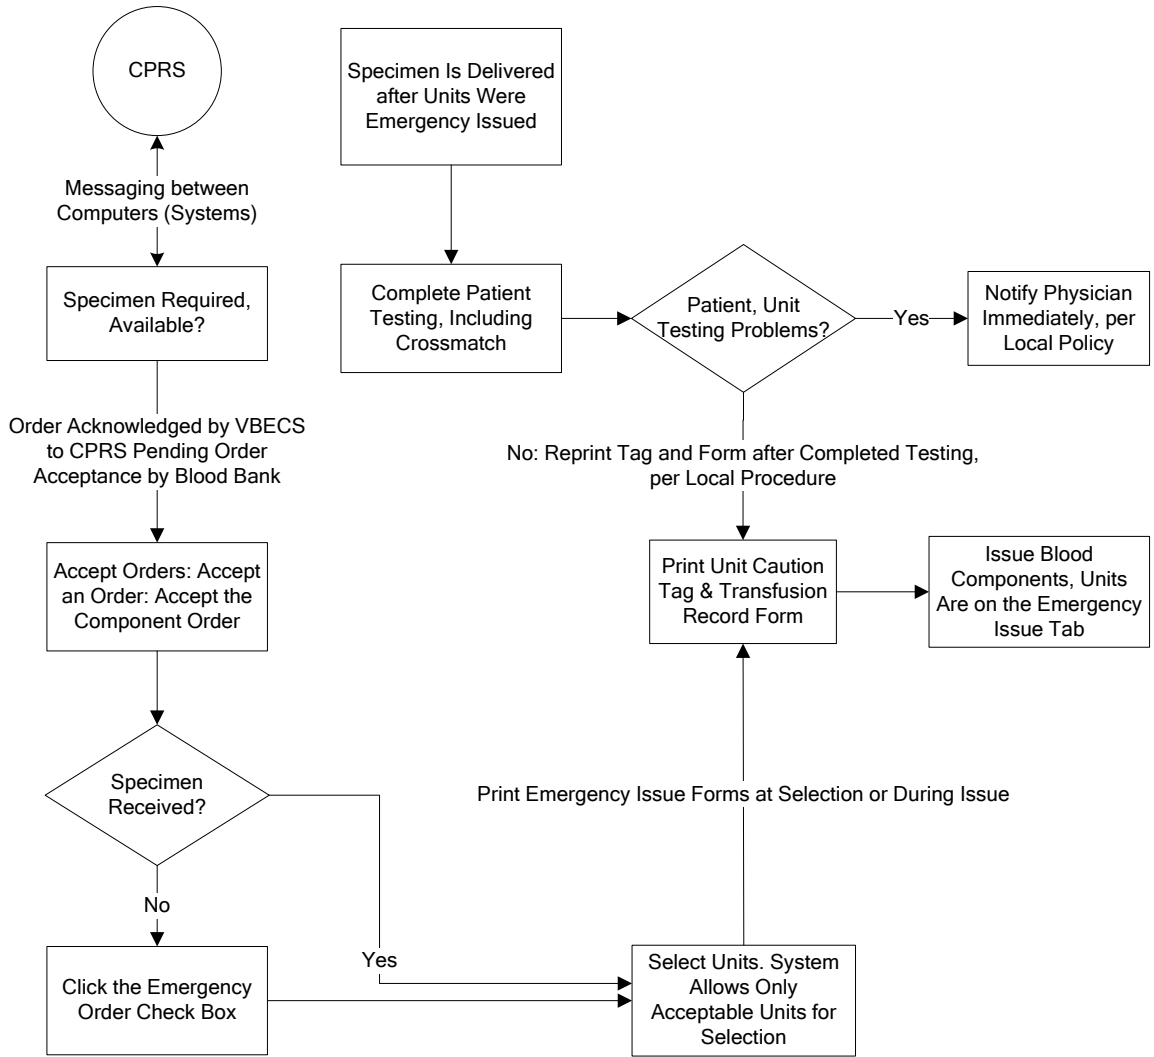 CPRS
Messaging between
Computers (Systems)
Specimen Required,
Available?
Order Acknowledged by VBECS
to CPRS Pending Order
Acceptance by Blood Bank
Accept Orders: Accept
an Order: Accept the
Component Order
Specimen
Received?
No
Yes
Click the Emergency
Order Check Box
Specimen Is Delivered
after Units Were
Emergency Issued
Complete Patient
Testing, Including
Crossmatch
Patient, Unit
Testing Problems?
Yes
Notify Physician
Immediately, per
Local Policy
No: Reprint Tag and Form after Completed Testing,
per Local Procedure
Print Unit Caution
Tag & Transfusion
Record Form
Issue Blood
Components, Units
Are on the Emergency
Issue Tab
Print Emergency Issue Forms at Selection or During Issue
Select Units. System
Allows Only
Acceptable Units for
Selection